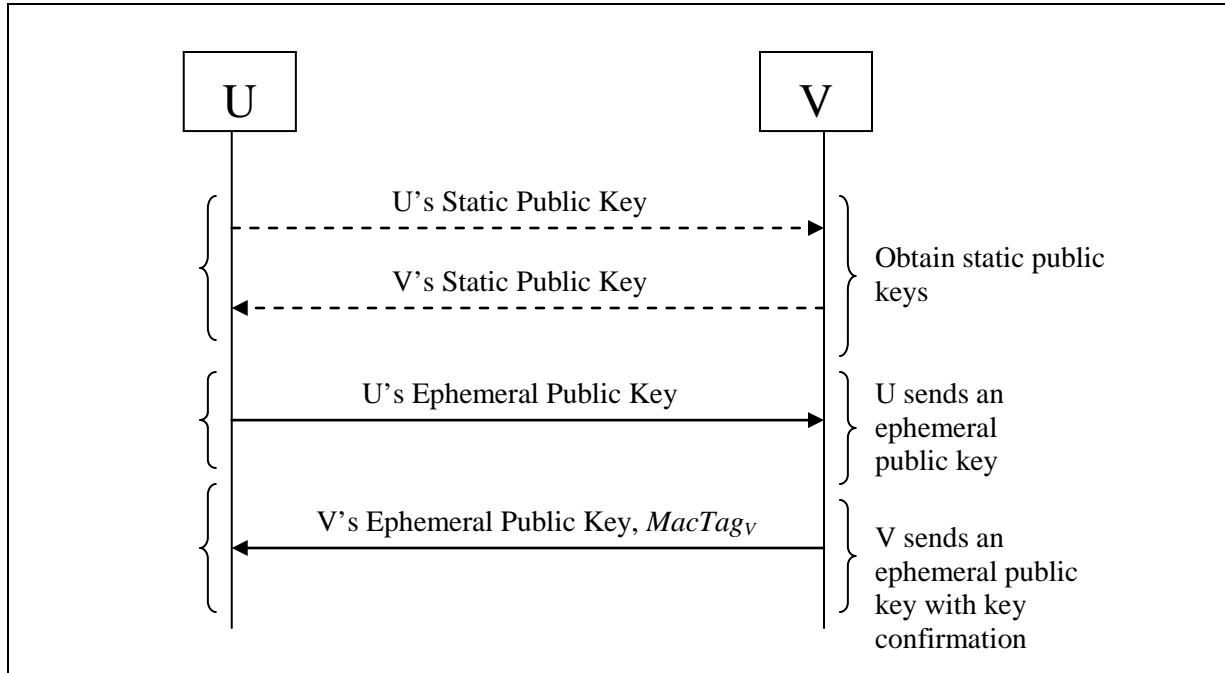 U
V
U’s Static Public Key
V’s Static Public Key
Obtain static public
keys
U’s Ephemeral Public Key
U sends an
ephemeral
public key
V’s Ephemeral Public Key, MacTagV
V sends an
ephemeral public
key with key
confirmation